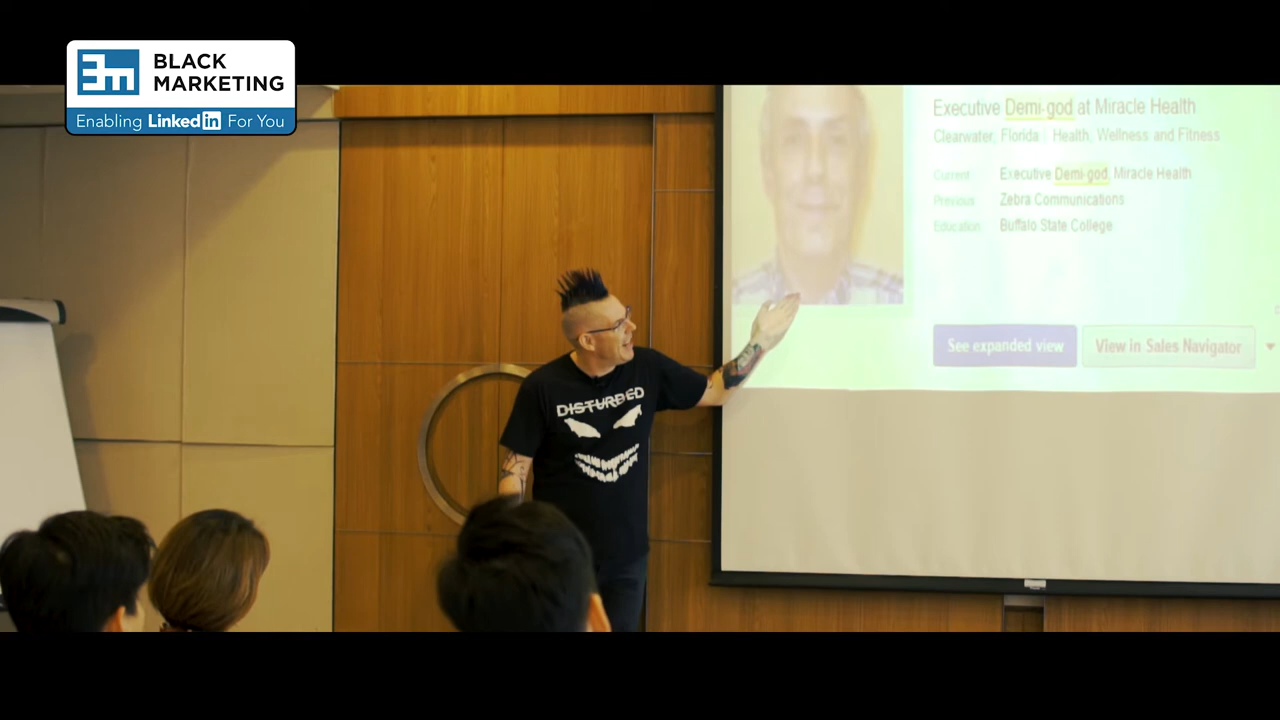 BLACK
MARKETING
Enabling Linked in For You
Executive Demi-god at Miracle Health
Clearwater, Florida | Health, Wellness and Fitness
Current Executive Demi-god, Miracle Health
Previous Zebra Communications
Education Buffalo State College
See expanded view
View in Sales Navigator
DISTURBED